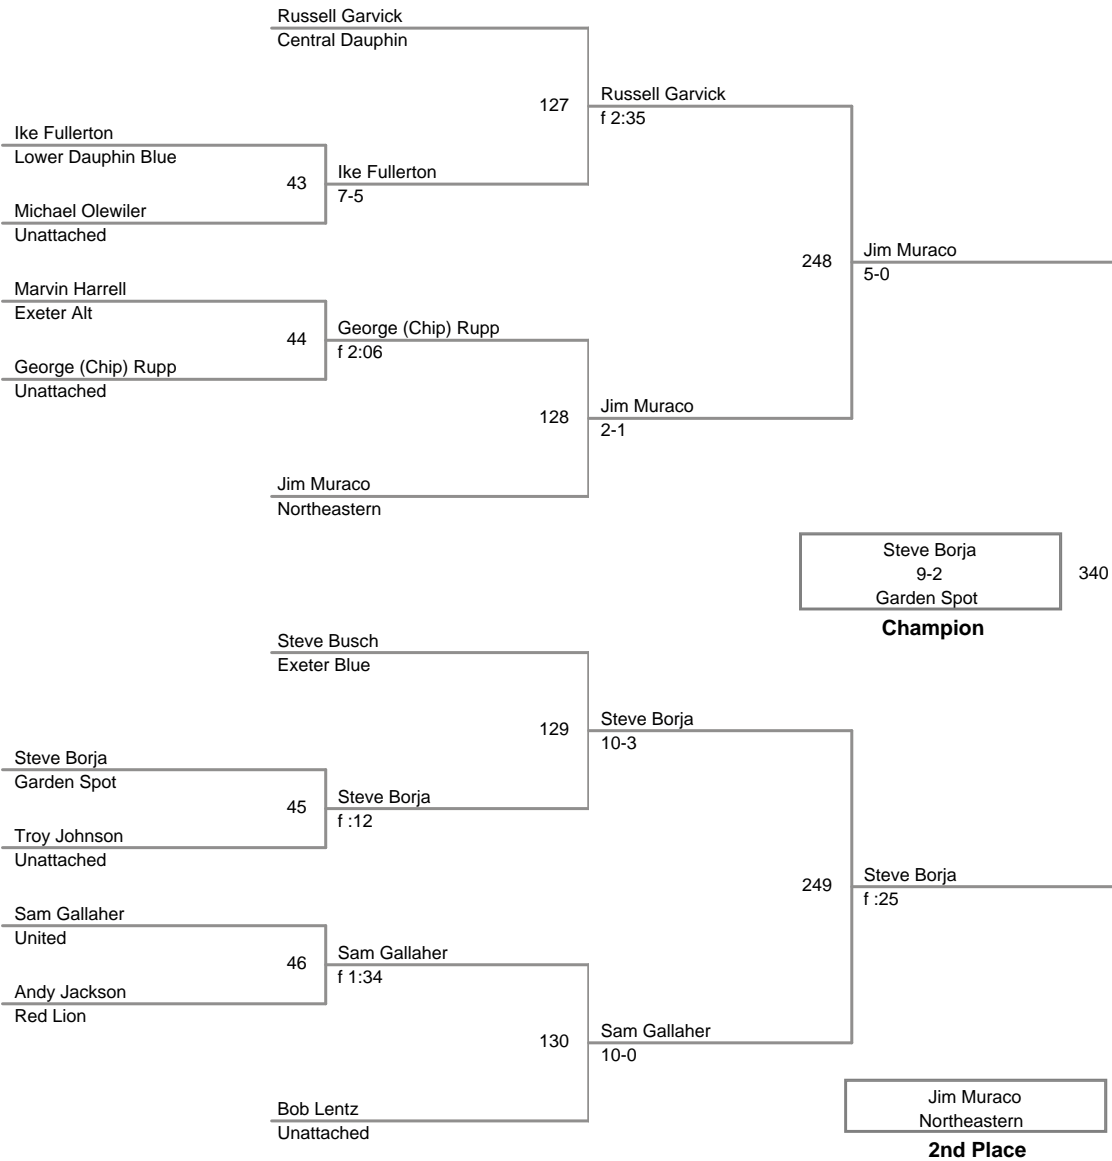 Russell Garvick
Central Dauphin
127
Russell Garvick
f 2:35
Ike Fullerton
Lower Dauphin Blue
43
Ike Fullerton
7-5
Michael Olewiler
Unattached
248
Jim Muraco
5-0
Marvin Harrell
Exeter Alt
44
George (Chip) Rupp
f 2:06
George (Chip) Rupp
Unattached
128
Jim Muraco
2-1
Jim Muraco
Northeastern
Steve Borja
9-2
Garden Spot
340
Champion
Steve Busch
Exeter Blue
129
Steve Borja
10-3
Steve Borja
Garden Spot
45
Steve Borja
f :12
Troy Johnson
Unattached
249
Steve Borja
f :25
Sam Gallaher
United
46
Sam Gallaher
f 1:34
Andy Jackson
Red Lion
130
Sam Gallaher
10-0
Bob Lentz
Unattached
Jim Muraco
Northeastern
2nd Place